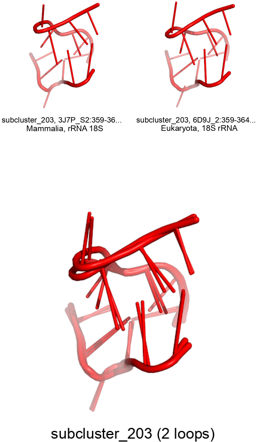 subcluster_203, 3J7P_S2:359-36...
Mammalia, rRNA 18S
subcluster_203, 6D9J_2:359-364...
Eukaryota, 18S rRNA
subcluster_203 (2 loops)